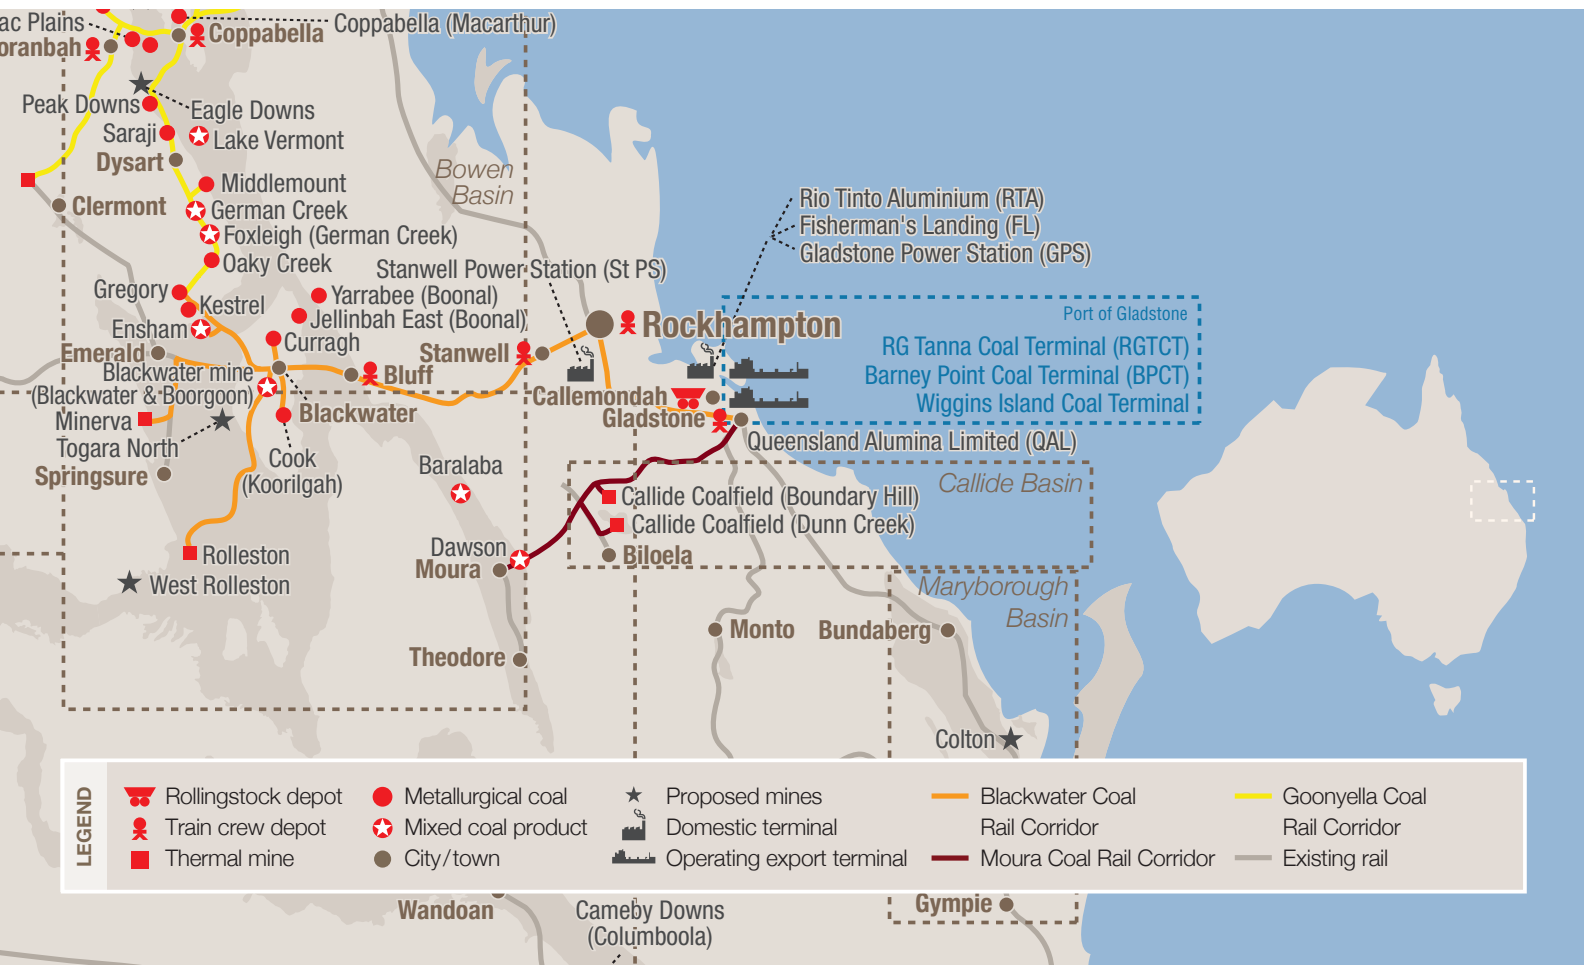 ac Plains
Coppabella (Macarthur)
Coppabella
oranbah
Peak Downs
Eagle Downs
Saraji
Lake Vermont
Dysart
Bowen
Basin
Middlemount
Clermont
German Creek
Foxleigh (German Creek)
Oaky Creek
Rio Tinto Aluminium (RTA)
Fisherman's Landing (FL)
Gladstone Power Station (GPS)
Stanwell Power Station (St PS)
Gregory
Kestrel
Yarrabee (Boonal)
Jellinbah East (Boonal)
Ensham
Curragh
Rockhampton
Port of Gladstone
RG Tanna Coal Terminal (RGTCT)
Barney Point Coal Terminal (BPCT)
Wiggins Island Coal Terminal
Emerald
Stanwell
Blackwater mine
(Blackwater & Boorgoon)
Bluff
Callemondah
Gladstone
Minerva
Blackwater
Togara North
Queensland Alumina Limited (QAL)
Springsure
Cook
(Koorilgah)
Baralaba
Callide Basin
Callide Coalfield (Boundary Hill)
Callide Coalfield (Dunn Creek)
Rolleston
Dawson
Moura
Biloela
West Rolleston
Maryborough
Basin
Monto
Bundaberg
Theodore
Colton
LEGEND
Rollingstock depot
Train crew depot
Thermal mine
Metallurgical coal
Mixed coal product
City/town
Proposed mines
Domestic terminal
Operating export terminal
Blackwater Coal
Rail Corridor
Moura Coal Rail Corridor
Goonyella Coal
Rail Corridor
Existing rail
Wandoan
Cameby Downs
(Columboola)
Gympie